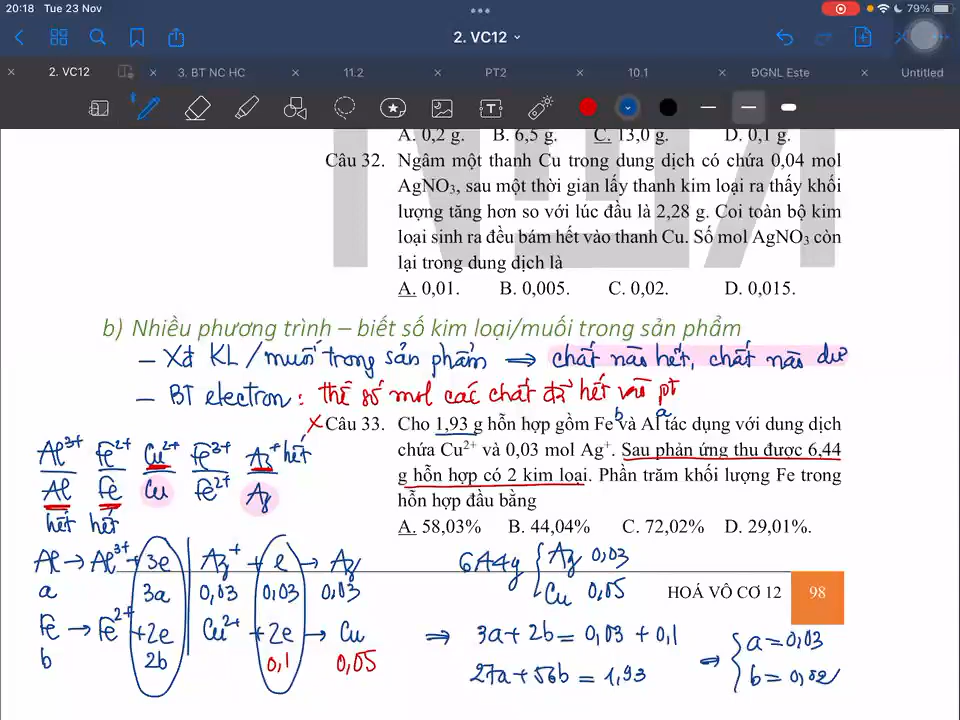 20:18 Tue 23 Nov
79%
2. VC12
2. VC12
3. BT NC HC
11.2
PT2
10.1
ĐGNL Este
Untitled
A. 0,2 g. B. 6,5 g. C. 13,0 g. D. 0,1 g.
Câu 32. Ngâm một thanh Cu trong dung dịch có chứa 0,04 mol
AgNO₃, sau một thời gian lấy thanh kim loại ra thấy khối
lượng tăng hơn so với lúc đầu là 2,28 g. Coi toàn bộ kim
loại sinh ra đều bám hết vào thanh Cu. Số mol AgNO₃ còn
lại trong dung dịch là
A. 0,01. B. 0,005. C. 0,02. D. 0,015.
b) Nhiều phương trình – biết số kim loại/muối trong sản phẩm
– Xđ KL / muối trong sản phẩm ⟹ chất nào hết, chất nào dư
– BT electron : thế số mol các chất đã hết vào pt
Câu 33. Cho 1,93 g hỗn hợp gồm Fe và Al tác dụng với dung dịch
b a
chứa Cu²⁺ và 0,03 mol Ag⁺. Sau phản ứng thu được 6,44
g hỗn hợp có 2 kim loại. Phần trăm khối lượng Fe trong
hỗn hợp đầu bằng
A. 58,03% B. 44,04% C. 72,02% D. 29,01%.
Al³⁺ Fe²⁺ Cu²⁺ Fe³⁺ Ag⁺ hết
Al Fe Cu Fe²⁺ Ag
hết hết
Al → Al³⁺ + 3e Ag⁺ + e → Ag
a 3a 0,03 0,03 0,03
Fe → Fe²⁺ + 2e Cu²⁺ + 2e → Cu
b 2b 0,1 0,05
6,44g { Ag 0,03
Cu 0,05
HOÁ VÔ CƠ 12 98
⟹ 3a + 2b = 0,03 + 0,1
27a + 56b = 1,93
⟹ { a = 0,03
b = 0,02